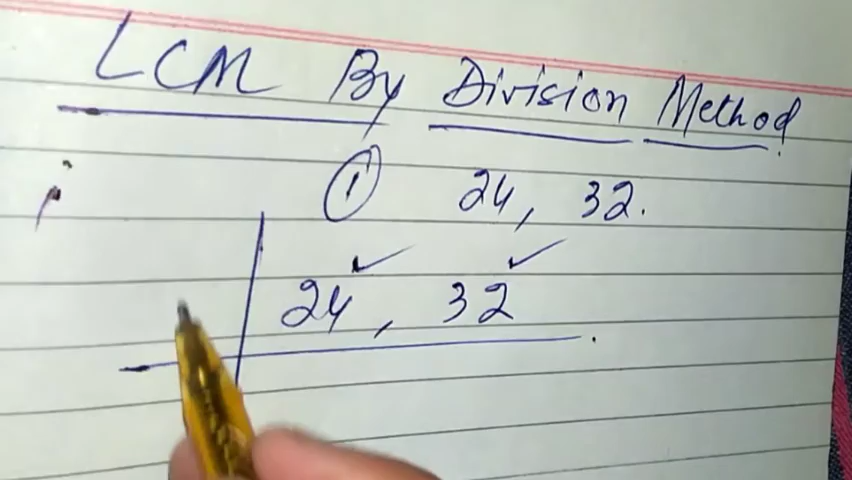 LCM By Division Method
① 24, 32.
24, 32.